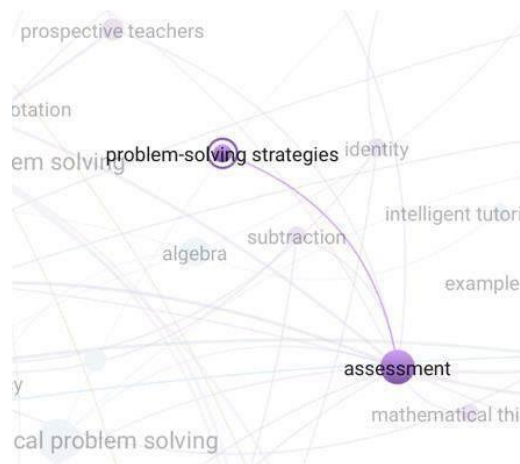 prospective teachers
otation
problem-solving strategies
identity
em solving
intelligent tutori
subtraction
algebra
example
assessment
y
mathematical thi
cal problem solving